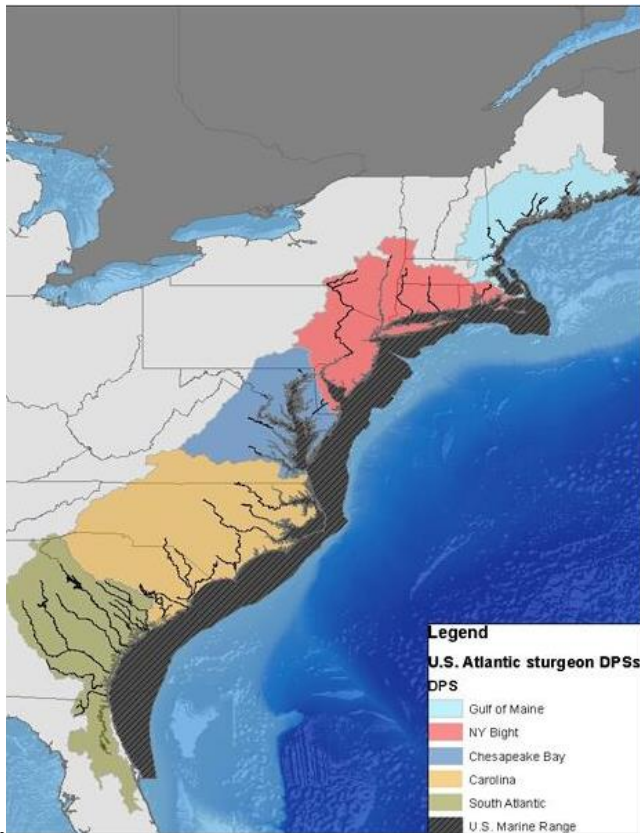 Legend
U.S. Atlantic sturgeon DPSs
DPS
Gulf of Maine
NY Bight
Chesapeake Bay
Carolina
South Atlantic
U.S. Marine Range